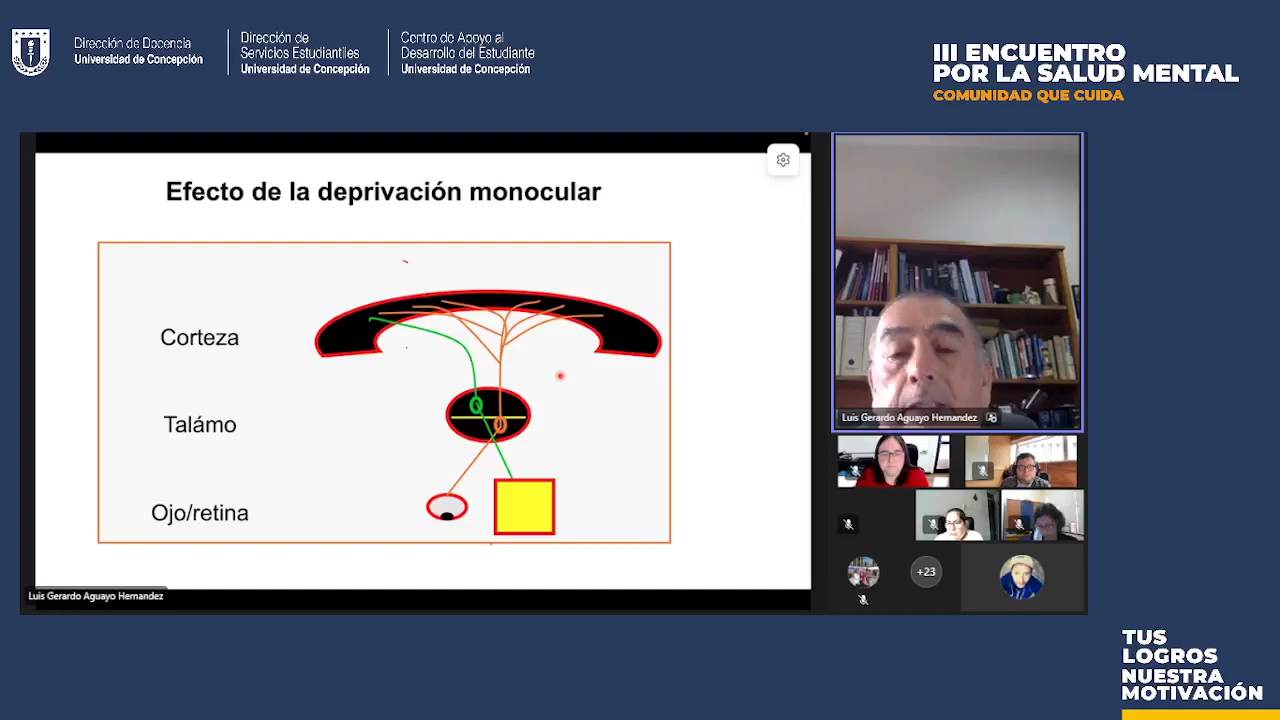 Dirección de Docencia
Universidad de Concepción
Dirección de
Servicios Estudiantiles
Universidad de Concepción
Centro de Apoyo al
Desarrollo del Estudiante
Universidad de Concepción
III ENCUENTRO
POR LA SALUD MENTAL
COMUNIDAD QUE CUIDA
Efecto de la deprivación monocular
Corteza
Talámo
Ojo/retina
Luis Gerardo Aguayo Hernandez
Luis Gerardo Aguayo Hernandez
+23
TUS
LOGROS
NUESTRA
MOTIVACIÓN